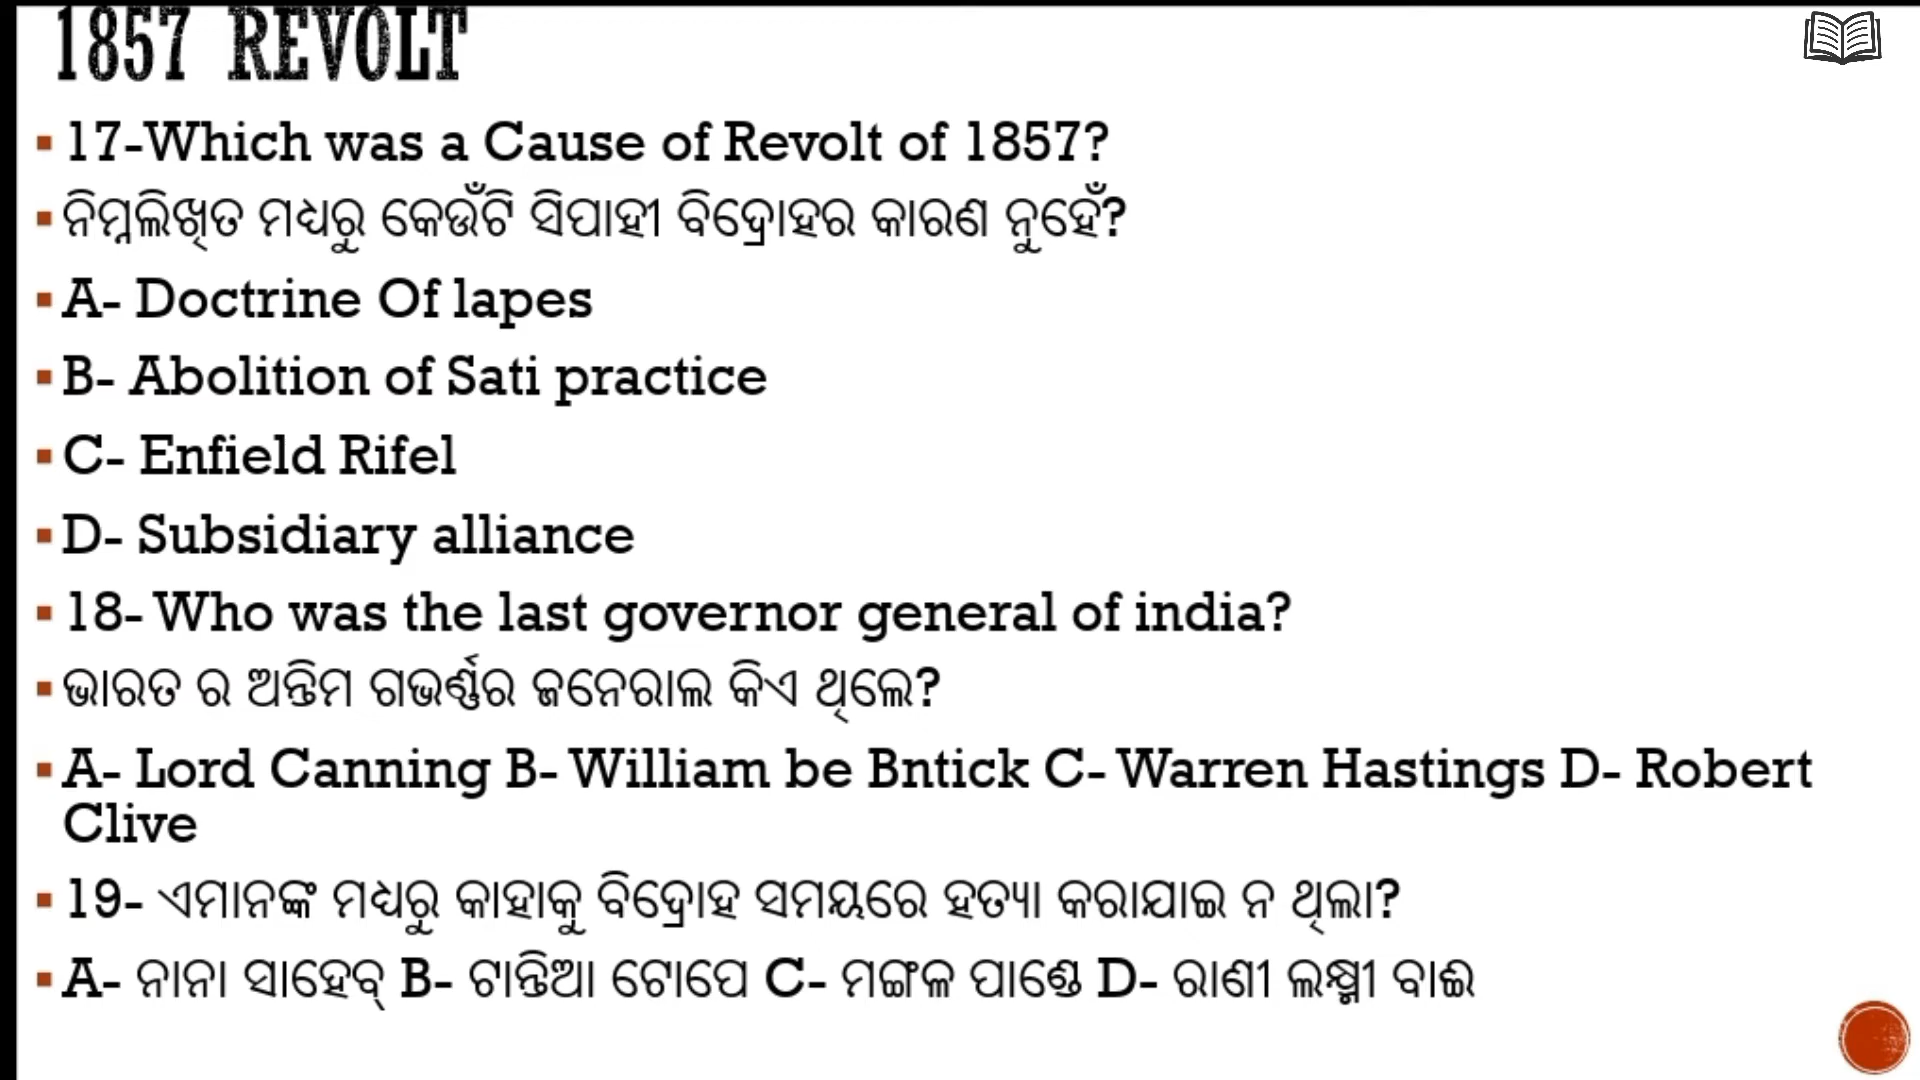 1857 REVOLT
17-Which was a Cause of Revolt of 1857?
ନିମ୍ନଲିଖିତ ମଧ୍ୟରୁ କେଉଁଟି ସିପାହୀ ବିଦ୍ରୋହର କାରଣ ନୁହେଁ?
A- Doctrine Of lapes
B- Abolition of Sati practice
C- Enfield Rifel
D- Subsidiary alliance
18- Who was the last governor general of india?
ଭାରତ ର ଅନ୍ତିମ ଗଭର୍ଣ୍ଣର ଜନେରାଲ କିଏ ଥିଲେ?
A- Lord Canning B- William be Bntick C- Warren Hastings D- Robert
Clive
19- ଏମାନଙ୍କ ମଧ୍ୟରୁ କାହାକୁ ବିଦ୍ରୋହ ସମୟରେ ହତ୍ୟା କରାଯାଇ ନ ଥିଲା?
A- ନାନା ସାହେବ୍ B- ଟାନ୍ତିଆ ଟୋପେ C- ମଙ୍ଗଳ ପାଣ୍ଡେ D- ରାଣୀ ଲକ୍ଷ୍ମୀ ବାଈ